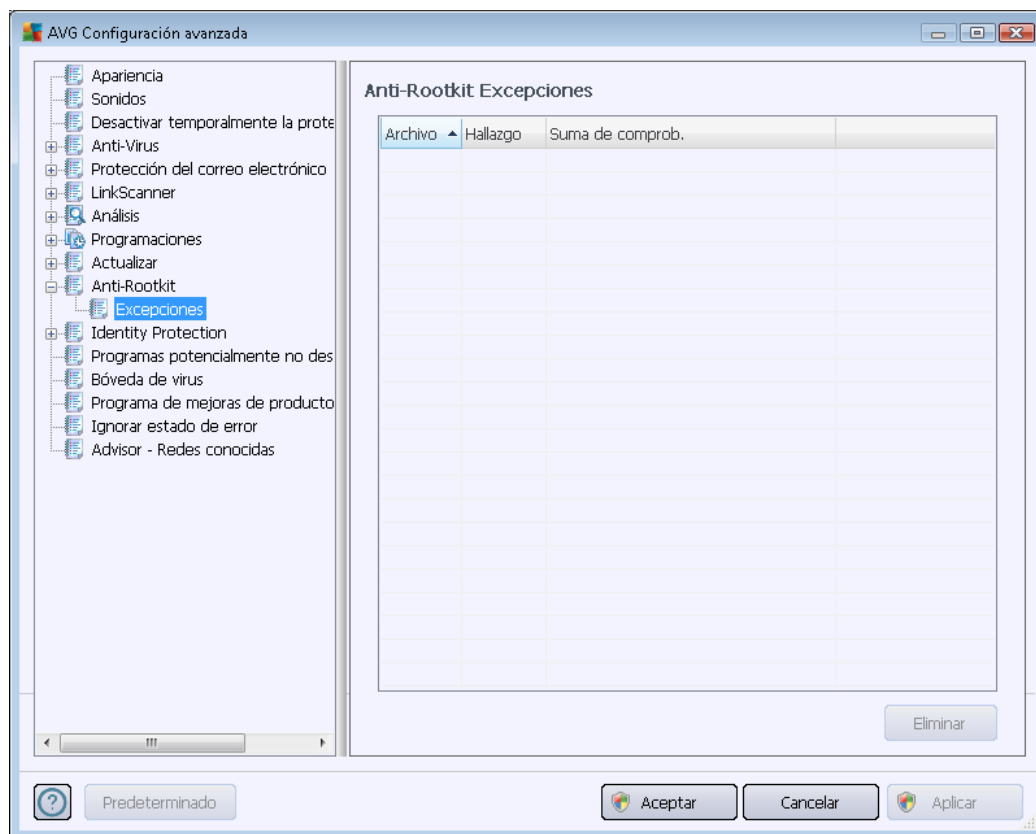 AVG Configuración avanzada
Apariencia
Sonidos
Desactivar temporalmente la prote
Anti-Virus
Protección del correo electrónico
LinkScanner
Análisis
Programaciones
Actualizar
Anti-Rootkit
Excepciones
Identity Protection
Programas potencialmente no des
Bóveda de virus
Programa de mejoras de producto
Ignorar estado de error
Advisor - Redes conocidas
Anti-Rootkit Excepciones
Archivo Hallazgo Suma de comprob.
Eliminar
Predeterminado Aceptar Cancelar Aplicar